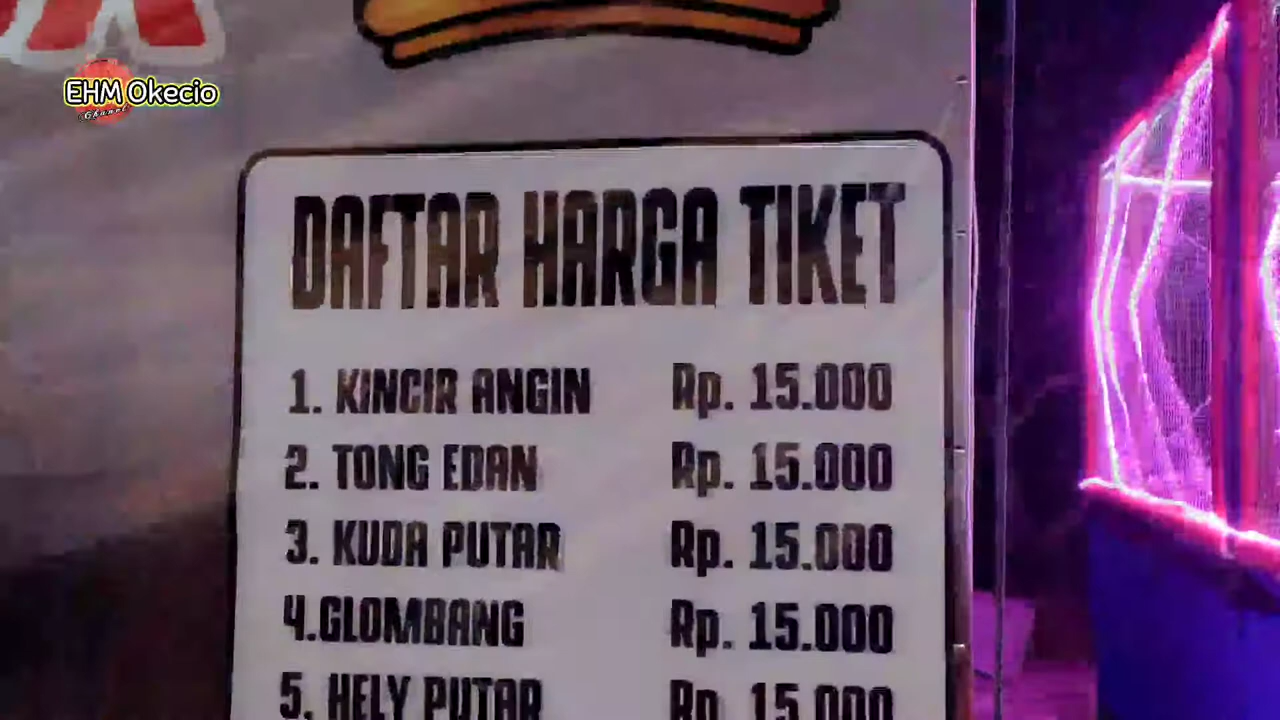 EHM Okecio
Chanel
DAFTAR HARGA TIKET
1. KINCIR ANGIN Rp. 15.000
2. TONG EDAN Rp. 15.000
3. KUDA PUTAR Rp. 15.000
4.GLOMBANG Rp. 15.000
5. HELY PUTAR Rp. 15.000